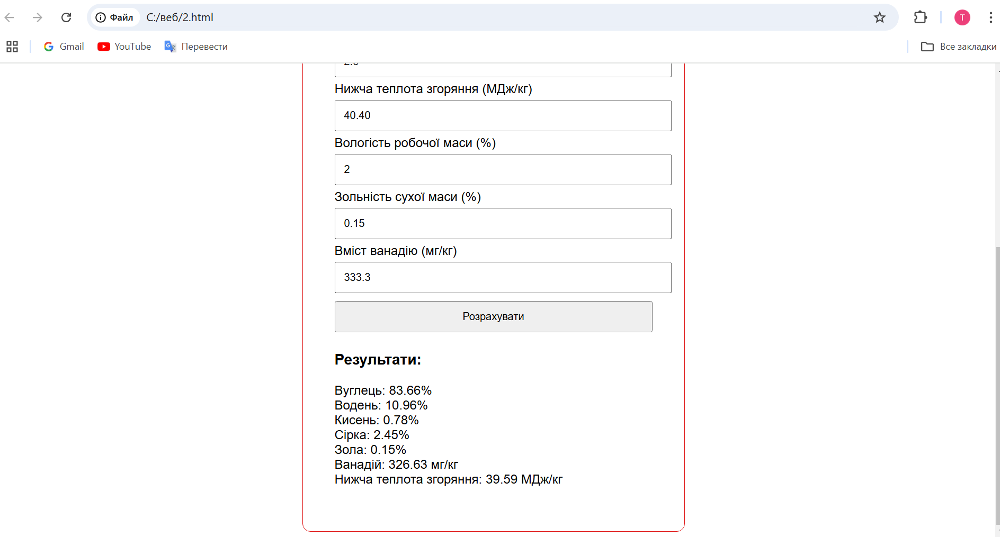 Файл C:/веб/2.html T
Gmail YouTube Перевести Все закладки
Нижча теплота згоряння (МДж/кг)
40.40
Вологість робочої маси (%)
2
Зольність сухої маси (%)
0.15
Вміст ванадію (мг/кг)
333.3
Розрахувати
Результати:
Вуглець: 83.66%
Водень: 10.96%
Кисень: 0.78%
Сірка: 2.45%
Зола: 0.15%
Ванадій: 326.63 мг/кг
Нижча теплота згоряння: 39.59 МДж/кг